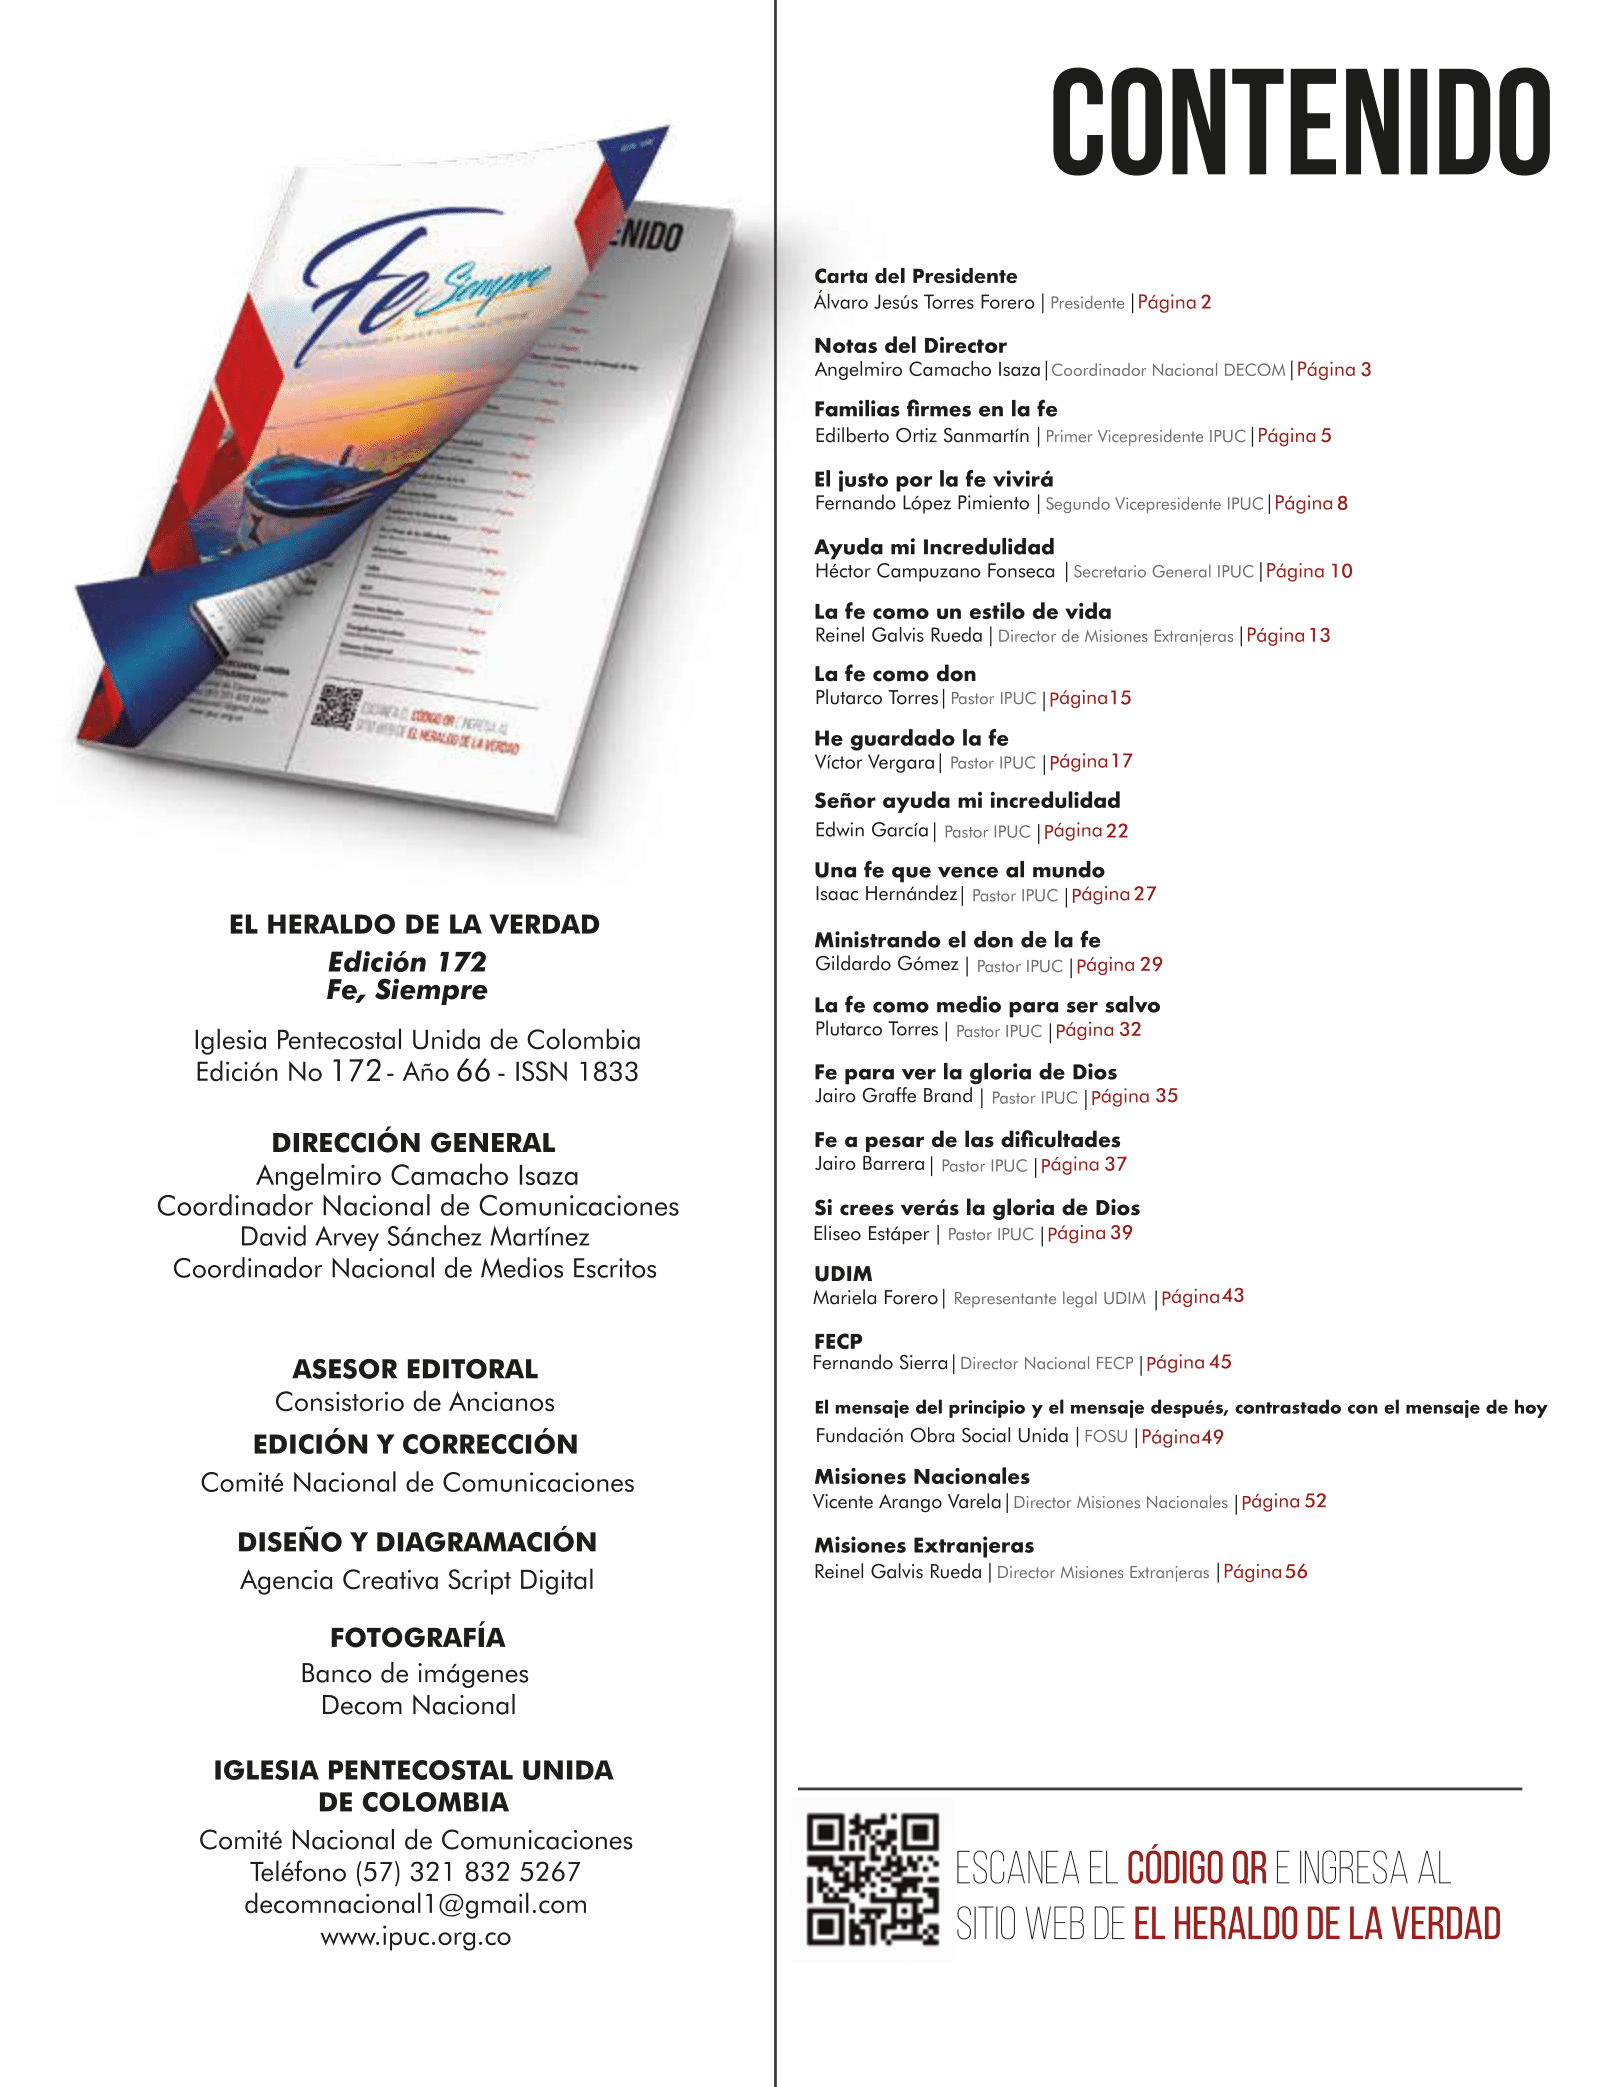 Fe, Siempre
ENIDO
ESCANEA EL CÓDIGO QR E INGRESA AL
SITIO WEB DE EL HERALDO DE LA VERDAD
EL HERALDO DE LA VERDAD
Edición 172
Fe, Siempre
Iglesia Pentecostal Unida de Colombia
Edición No 172 - Año 66 - ISSN 1833
DIRECCIÓN GENERAL
Angelmiro Camacho Isaza
Coordinador Nacional de Comunicaciones
David Arvey Sánchez Martínez
Coordinador Nacional de Medios Escritos
ASESOR EDITORAL
Consistorio de Ancianos
EDICIÓN Y CORRECCIÓN
Comité Nacional de Comunicaciones
DISEÑO Y DIAGRAMACIÓN
Agencia Creativa Script Digital
FOTOGRAFÍA
Banco de imágenes
Decom Nacional
IGLESIA PENTECOSTAL UNIDA
DE COLOMBIA
Comité Nacional de Comunicaciones
Teléfono (57) 321 832 5267
decomnacional1@gmail.com
www.ipuc.org.co
CONTENIDO
Carta del Presidente
Álvaro Jesús Torres Forero | Presidente | Página 2
Notas del Director
Angelmiro Camacho Isaza | Coordinador Nacional DECOM | Página 3
Familias firmes en la fe
Edilberto Ortiz Sanmartín | Primer Vicepresidente IPUC | Página 5
El justo por la fe vivirá
Fernando López Pimiento | Segundo Vicepresidente IPUC | Página 8
Ayuda mi Incredulidad
Héctor Campuzano Fonseca | Secretario General IPUC | Página 10
La fe como un estilo de vida
Reinel Galvis Rueda | Director de Misiones Extranjeras | Página 13
La fe como don
Plutarco Torres | Pastor IPUC | Página 15
He guardado la fe
Víctor Vergara | Pastor IPUC | Página 17
Señor ayuda mi incredulidad
Edwin García | Pastor IPUC | Página 22
Una fe que vence al mundo
Isaac Hernández | Pastor IPUC | Página 27
Ministrando el don de la fe
Gildardo Gómez | Pastor IPUC | Página 29
La fe como medio para ser salvo
Plutarco Torres | Pastor IPUC | Página 32
Fe para ver la gloria de Dios
Jairo Graffe Brand | Pastor IPUC | Página 35
Fe a pesar de las dificultades
Jairo Barrera | Pastor IPUC | Página 37
Si crees verás la gloria de Dios
Eliseo Estáper | Pastor IPUC | Página 39
UDIM
Mariela Forero | Representante legal UDIM | Página 43
FECP
Fernando Sierra | Director Nacional FECP | Página 45
El mensaje del principio y el mensaje después, contrastado con el mensaje de hoy
Fundación Obra Social Unida | FOSU | Página 49
Misiones Nacionales
Vicente Arango Varela | Director Misiones Nacionales | Página 52
Misiones Extranjeras
Reinel Galvis Rueda | Director Misiones Extranjeras | Página 56
ESCANEA EL CÓDIGO QR E INGRESA AL
SITIO WEB DE EL HERALDO DE LA VERDAD